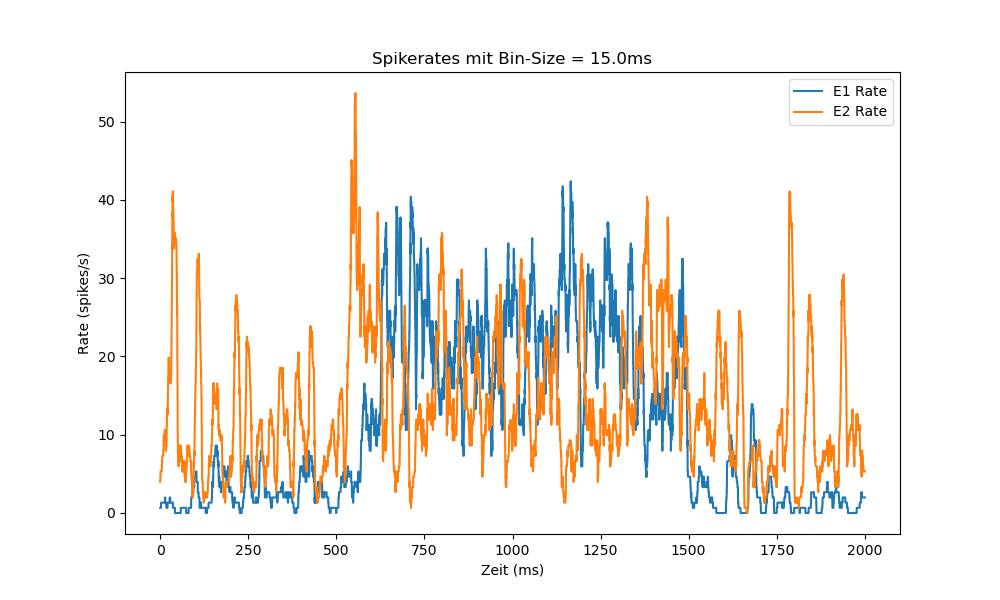 Spikerates mit Bin-Size = 15.0ms
E1 Rate
E2 Rate
50
40
30
20
10
0
Rate (spikes/s)
0 250 500 750 1000 1250 1500 1750 2000
Zeit (ms)